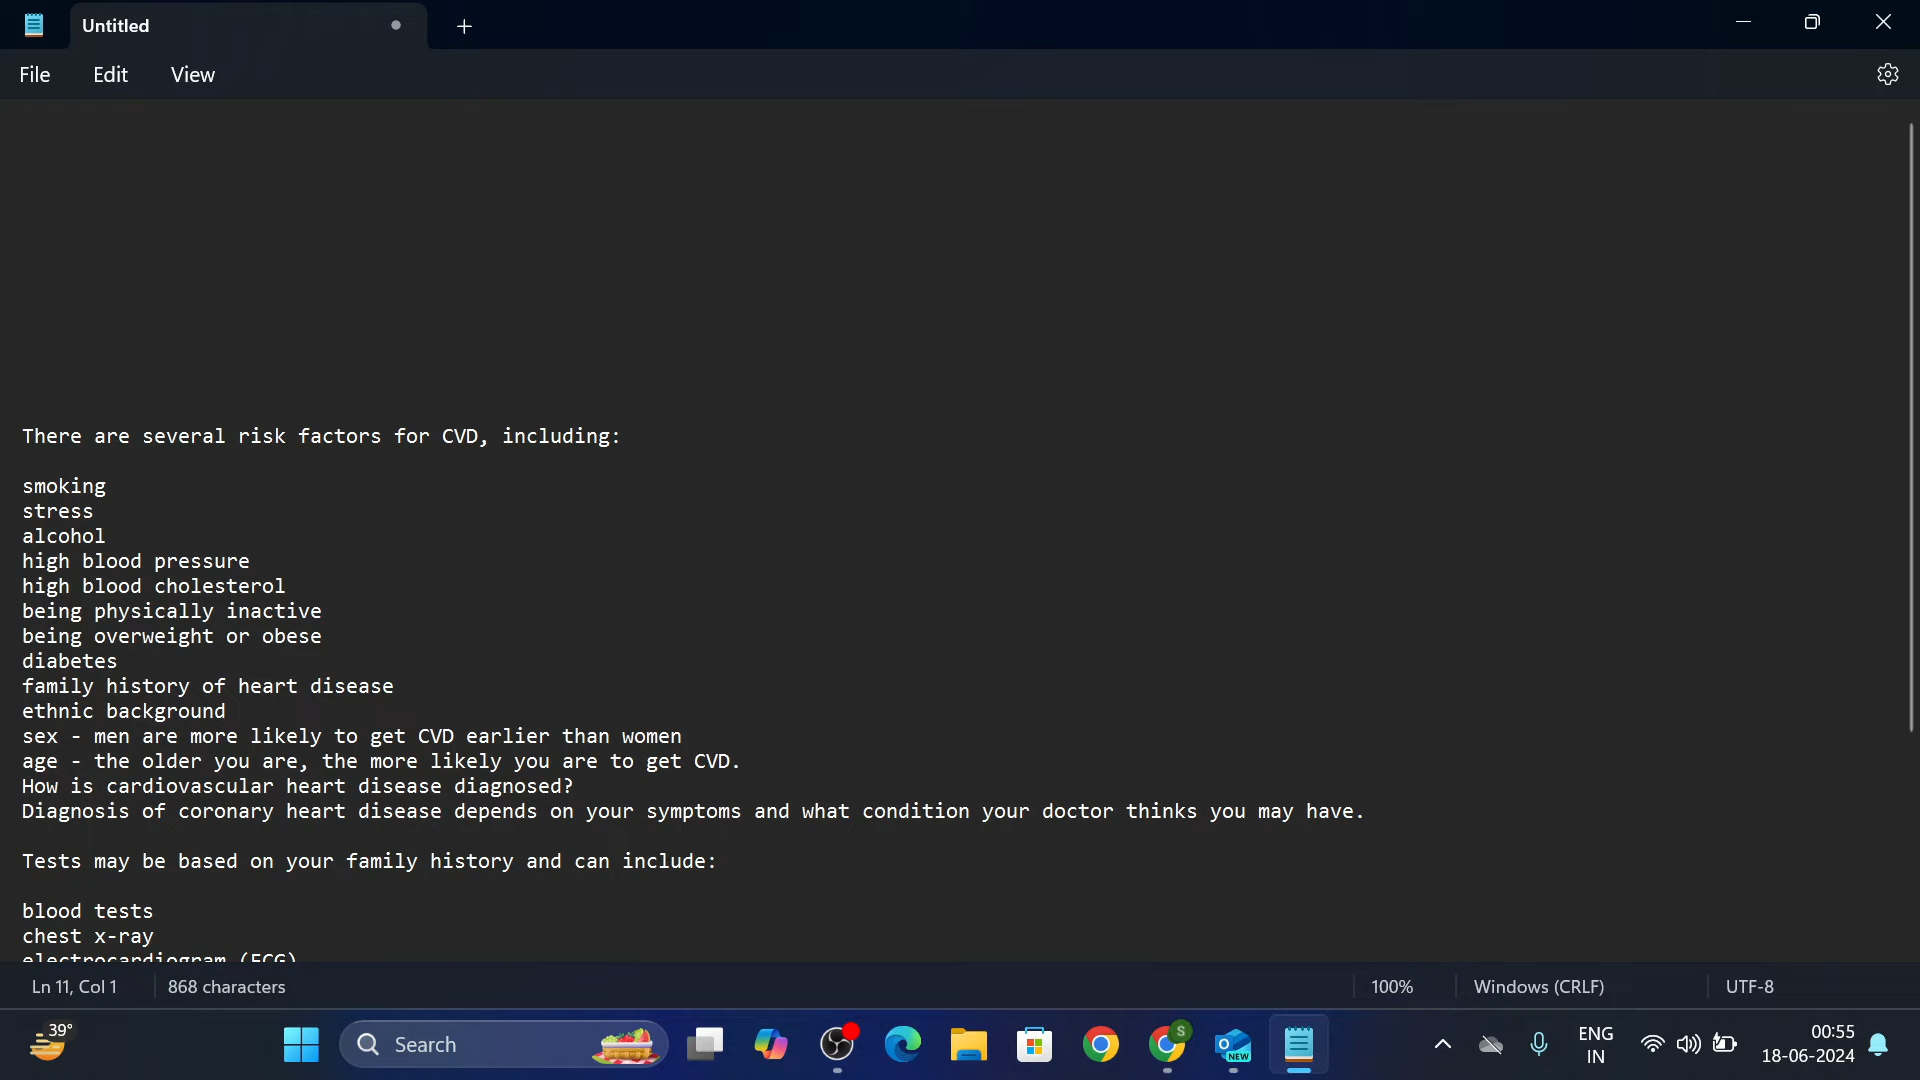 Untitled
File Edit View
There are several risk factors for CVD, including:
smoking
stress
alcohol
high blood pressure
high blood cholesterol
being physically inactive
being overweight or obese
diabetes
family history of heart disease
ethnic background
sex - men are more likely to get CVD earlier than women
age - the older you are, the more likely you are to get CVD.
How is cardiovascular heart disease diagnosed?
Diagnosis of coronary heart disease depends on your symptoms and what condition your doctor thinks you may have.
Tests may be based on your family history and can include:
blood tests
chest x-ray
electrocardiogram (ECG)
Ln 11, Col 1 868 characters 100% Windows (CRLF) UTF-8
39° Search S NEW ENG 00:55
IN 18-06-2024